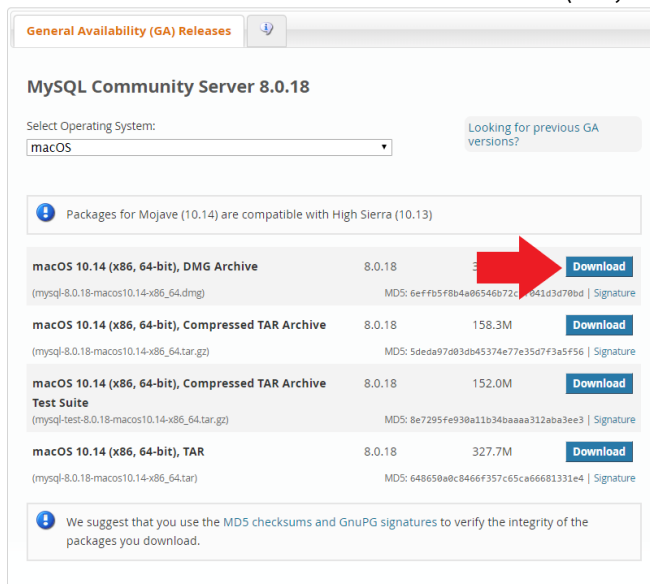 General Availability (GA) Releases
MySQL Community Server 8.0.18
Select Operating System:
Looking for previous GA
versions?
macOS
Packages for Mojave (10.14) are compatible with High Sierra (10.13)
macOS 10.14 (x86, 64-bit), DMG Archive 8.0.18 Download
(mysql-8.0.18-macos10.14-x86_64.dmg) MD5: | Signature
macOS 10.14 (x86, 64-bit), Compressed TAR Archive 8.0.18 158.3M Download
(mysql-8.0.18-macos10.14-x86_64.tar.gz) MD5: 5deda97d03db45374e77e35d7f3a5f56 | Signature
macOS 10.14 (x86, 64-bit), Compressed TAR Archive 8.0.18 152.0M Download
Test Suite
(mysql-test-8.0.18-macos10.14-x86_64.tar.gz) MD5: 8e7295fe930a11b34baaaa312aba3ee3 | Signature
macOS 10.14 (x86, 64-bit), TAR 8.0.18 327.7M Download
(mysql-8.0.18-macos10.14-x86_64.tar) MD5: 648650a0c8466f357c65ca66681331e4 | Signature
We suggest that you use the MD5 checksums and GnuPG signatures to verify the integrity of the
packages you download.